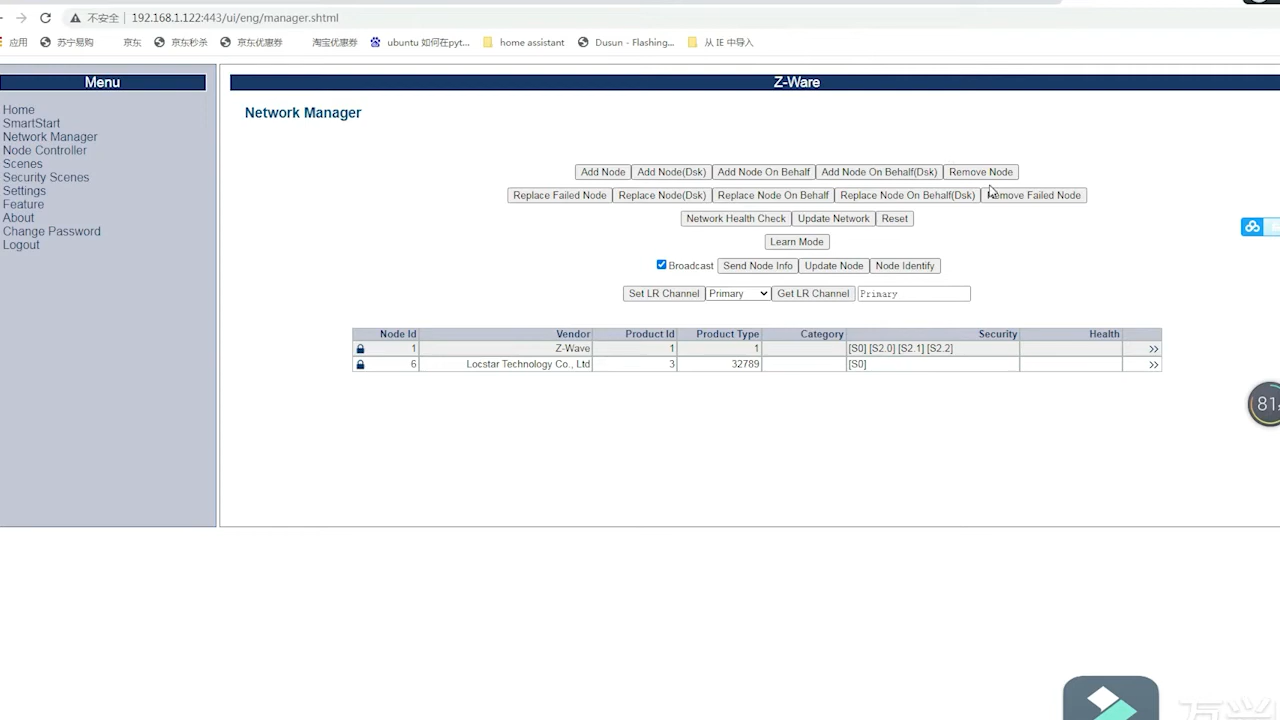 不安全 192.168.1.122:443/ui/eng/manager.shtml
应用 苏宁易购 京东 京东秒杀 京东优惠券 淘宝优惠券 ubuntu 如何在pyt... home assistant Dusun - Flashing... 从 IE 中导入
Menu
Home
SmartStart
Network Manager
Node Controller
Scenes
Security Scenes
Settings
Feature
About
Change Password
Logout
Z-Ware
Network Manager
Add Node Add Node(Dsk) Add Node On Behalf Add Node On Behalf(Dsk) Remove Node
Replace Failed Node Replace Node(Dsk) Replace Node On Behalf Replace Node On Behalf(Dsk) Remove Failed Node
Network Health Check Update Network Reset
Learn Mode
Broadcast Send Node Info Update Node Node Identify
Set LR Channel Primary Get LR Channel Primary
Node Id Vendor Product Id Product Type Category Security Health
1 Z-Wave 1 1 [S0] [S2.0] [S2.1] [S2.2] >>
6 Locstar Technology Co., Ltd 3 32789 [S0] >>
81